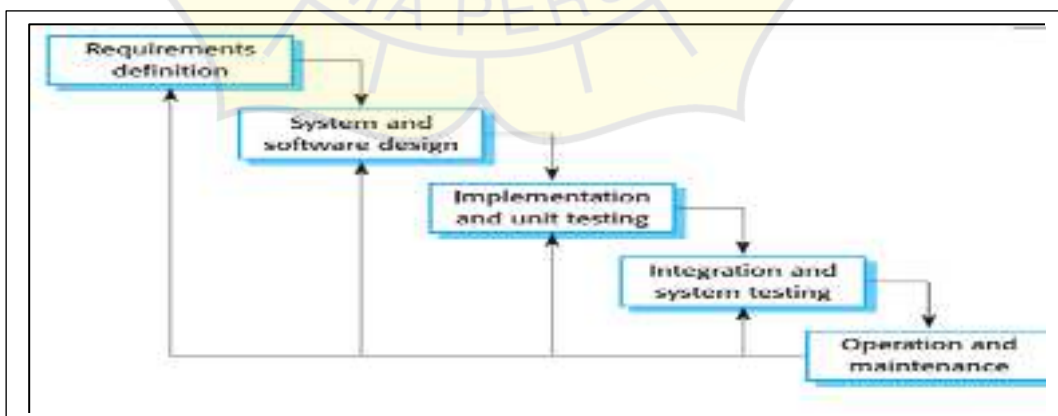 Requirements
definition
System and
software design
Implementation
and unit testing
Integration and
system testing
Operation and
maintenance